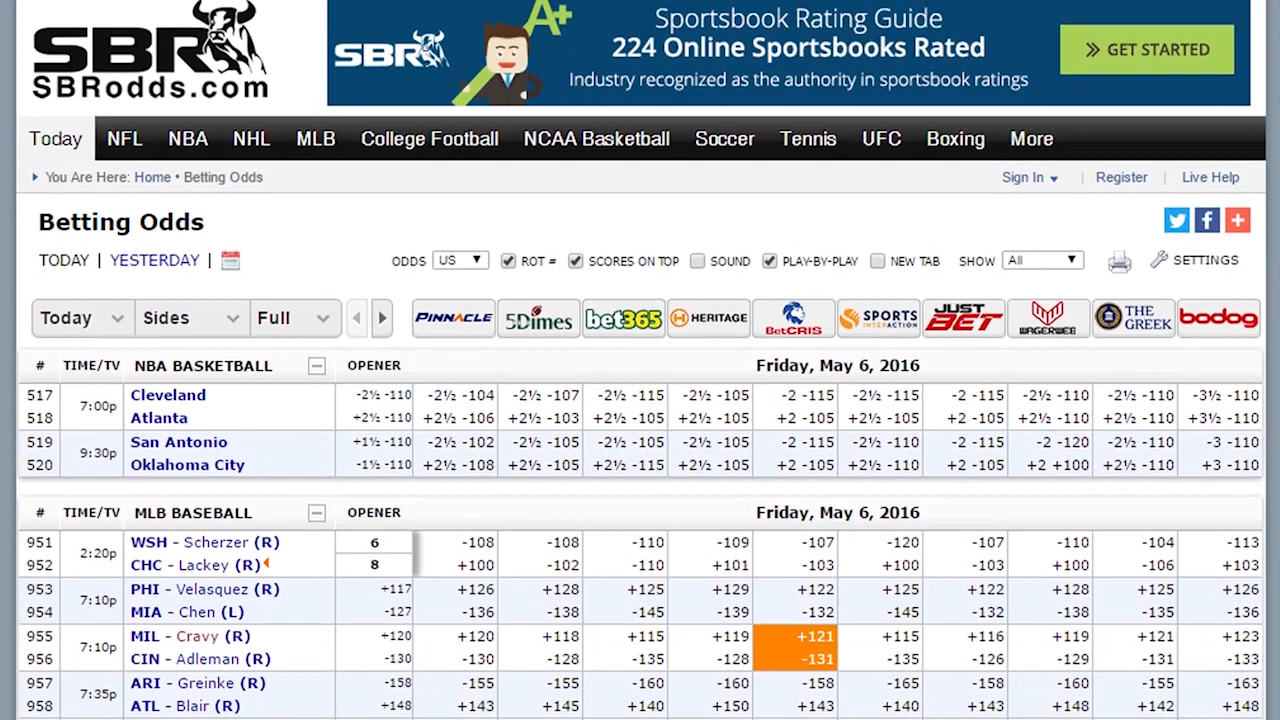 SBR
SBRodds.com
SBR
A+
Sportsbook Rating Guide
224 Online Sportsbooks Rated
Industry recognized as the authority in sportsbook ratings
» GET STARTED
Today NFL NBA NHL MLB College Football NCAA Basketball Soccer Tennis UFC Boxing More
You Are Here: Home • Betting Odds Sign In | Register | Live Help
Betting Odds
TODAY | YESTERDAY | ODDS US ROT # SCORES ON TOP SOUND PLAY-BY-PLAY NEW TAB SHOW All SETTINGS
Today Sides Full PINNACLE 5Dimes bet365 HERITAGE BetCRIS SPORTS INTERACTION JUST BET WAGERWEB THE GREEK bodog
# TIME/TV NBA BASKETBALL OPENER Friday, May 6, 2016
517 7:00p Cleveland -2½ -110 -2½ -104 -2½ -107 -2½ -115 -2½ -105 -2 -115 -2½ -115 -2 -115 -2½ -110 -2½ -110 -3½ -110
518 Atlanta +2½ -110 +2½ -106 +2½ -103 +2½ -115 +2½ -105 +2 -105 +2½ -105 +2 -105 +2½ -110 +2½ -110 +3½ -110
519 9:30p San Antonio +1½ -110 -2½ -102 -2½ -105 -2½ -105 -2½ -105 -2 -115 -2½ -110 -2 -115 -2 -120 -2½ -110 -3 -110
520 Oklahoma City -1½ -110 +2½ -108 +2½ -105 +2½ -115 +2½ -105 +2 -105 +2½ -110 +2 -105 +2 +100 +2½ -110 +3 -110
# TIME/TV MLB BASEBALL OPENER Friday, May 6, 2016
951 2:20p WSH - Scherzer (R) 6 -108 -108 -110 -109 -107 -120 -107 -110 -104 -113
952 CHC - Lackey (R) 8 +100 -102 -110 +101 -103 +100 -103 +100 -106 +103
953 7:10p PHI - Velasquez (R) +117 +126 +128 +125 +129 +122 +125 +122 +128 +125 +126
954 MIA - Chen (L) -127 -136 -138 -145 -139 -132 -145 -132 -138 -135 -136
955 7:10p MIL - Cravy (R) +120 +120 +118 +115 +119 +121 +115 +116 +119 +121 +123
956 CIN - Adleman (R) -130 -130 -128 -135 -128 -131 -135 -126 -129 -131 -133
957 7:35p ARI - Greinke (R) -158 -155 -155 -160 -160 -158 -165 -158 -160 -155 -163
958 ATL - Blair (R) +148 +143 +145 +140 +150 +143 +140 +143 +148 +142 +148